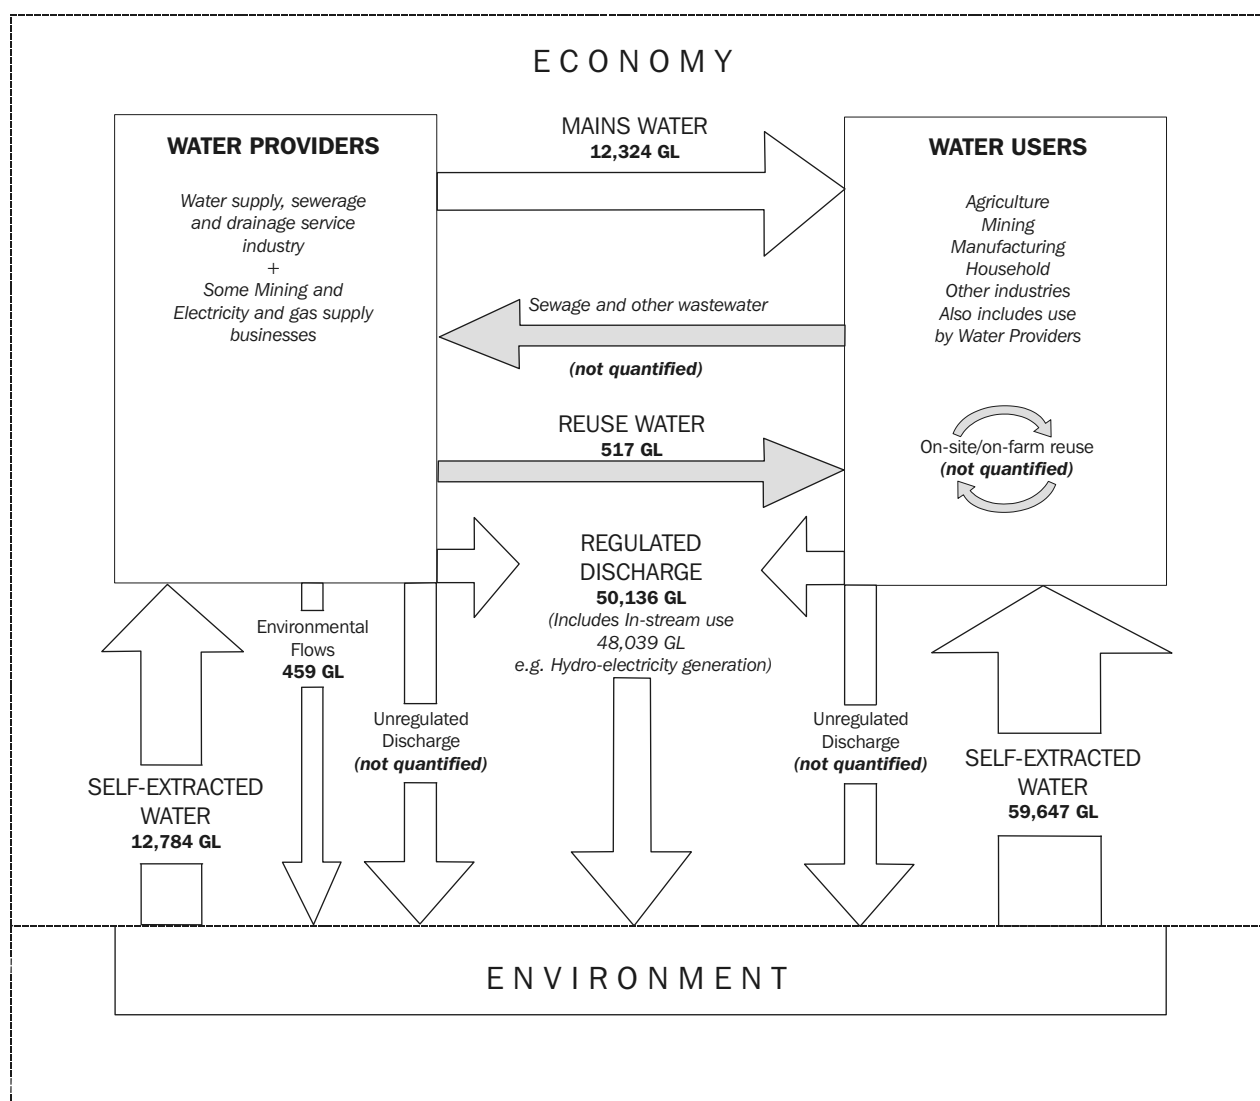 ECONOMY
WATER PROVIDERS
Water supply, sewerage
and drainage service
industry
+
Some Mining and
Electricity and gas supply
businesses
MAINS WATER
12,324 GL
WATER USERS
Agriculture
Mining
Manufacturing
Household
Other industries
Also includes use
by Water Providers
Sewage and other wastewater
(not quantified)
REUSE WATER
517 GL
On-site/on-farm reuse
(not quantified)
REGULATED
DISCHARGE
50,136 GL
(Includes In-stream use
48,039 GL
e.g. Hydro-electricity generation)
Environmental
Flows
459 GL
Unregulated
Discharge
(not quantified)
Unregulated
Discharge
(not quantified)
SELF-EXTRACTED
WATER
12,784 GL
SELF-EXTRACTED
WATER
59,647 GL
ENVIRONMENT